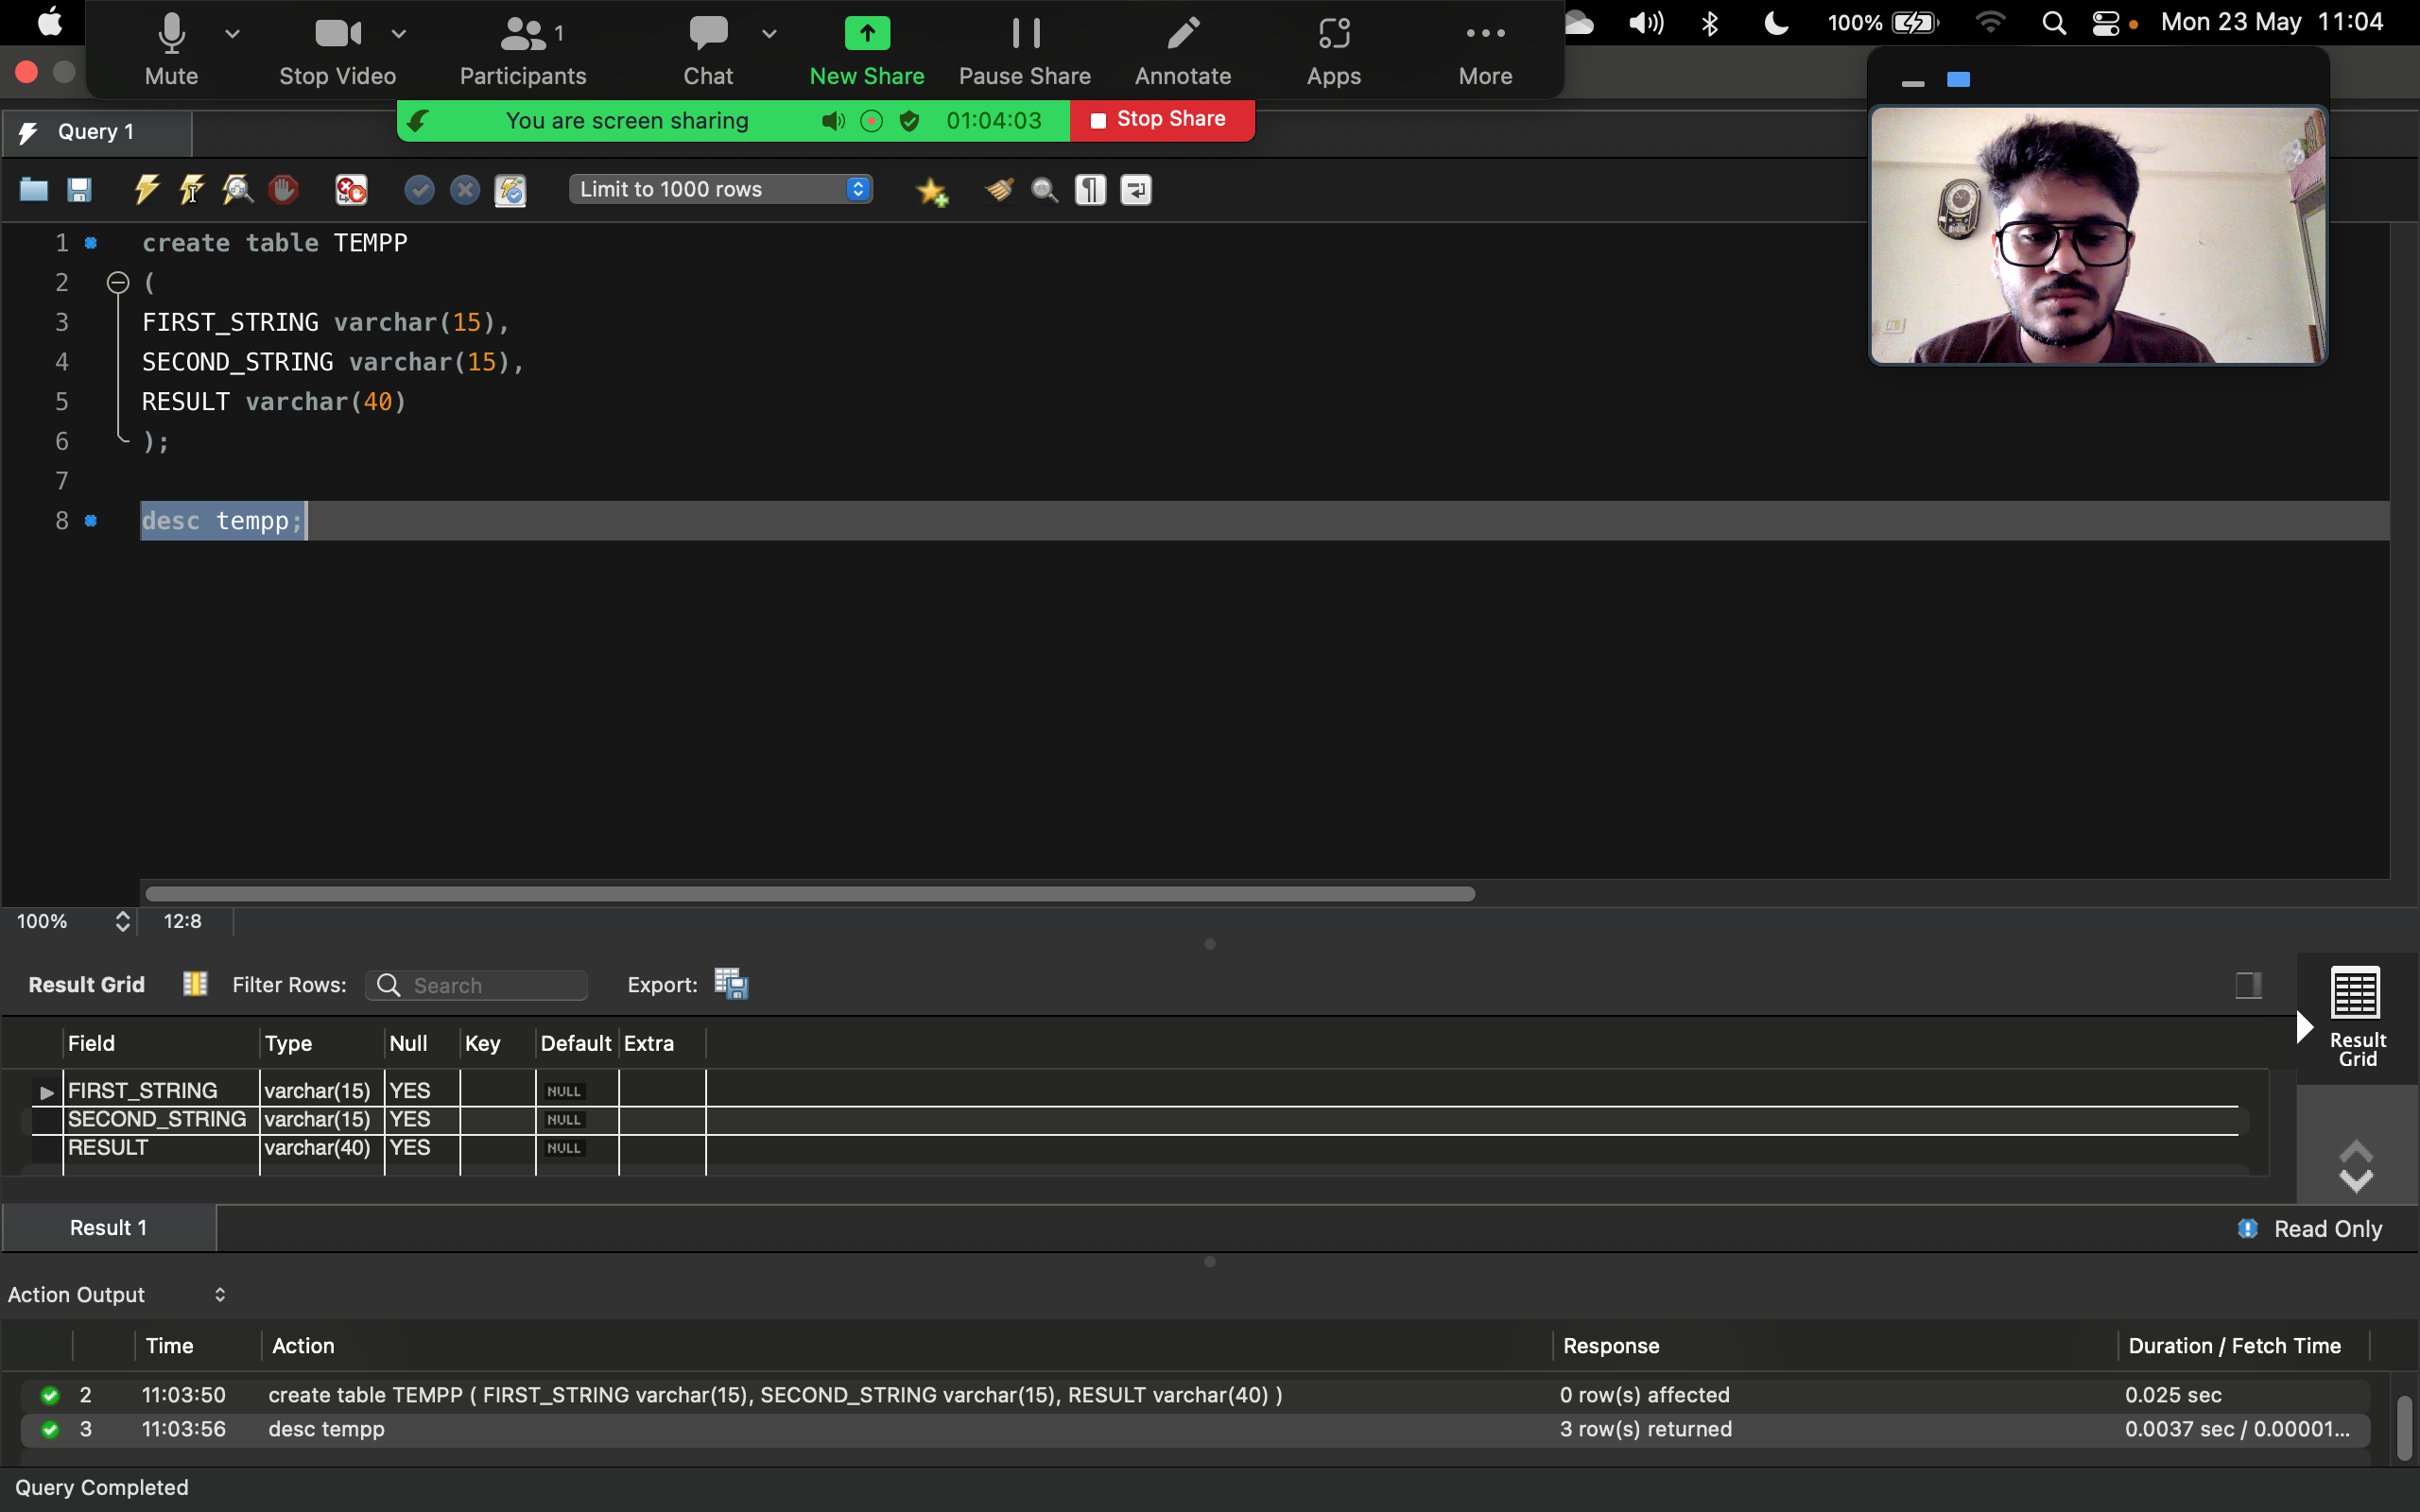 100% Mon 23 May 11:04
Mute Stop Video Participants 1 Chat New Share Pause Share Annotate Apps More
You are screen sharing 01:04:03 Stop Share
Query 1
Limit to 1000 rows
1 create table TEMPP
2 (
3 FIRST_STRING varchar(15),
4 SECOND_STRING varchar(15),
5 RESULT varchar(40)
6 );
7
8 desc tempp;
100% 12:8
Result Grid Filter Rows: Search Export:
Result Grid
Field Type Null Key Default Extra
FIRST_STRING varchar(15) YES NULL
SECOND_STRING varchar(15) YES NULL
RESULT varchar(40) YES NULL
Result 1 Read Only
Action Output
Time Action Response Duration / Fetch Time
2 11:03:50 create table TEMPP ( FIRST_STRING varchar(15), SECOND_STRING varchar(15), RESULT varchar(40) ) 0 row(s) affected 0.025 sec
3 11:03:56 desc tempp 3 row(s) returned 0.0037 sec / 0.00001...
Query Completed